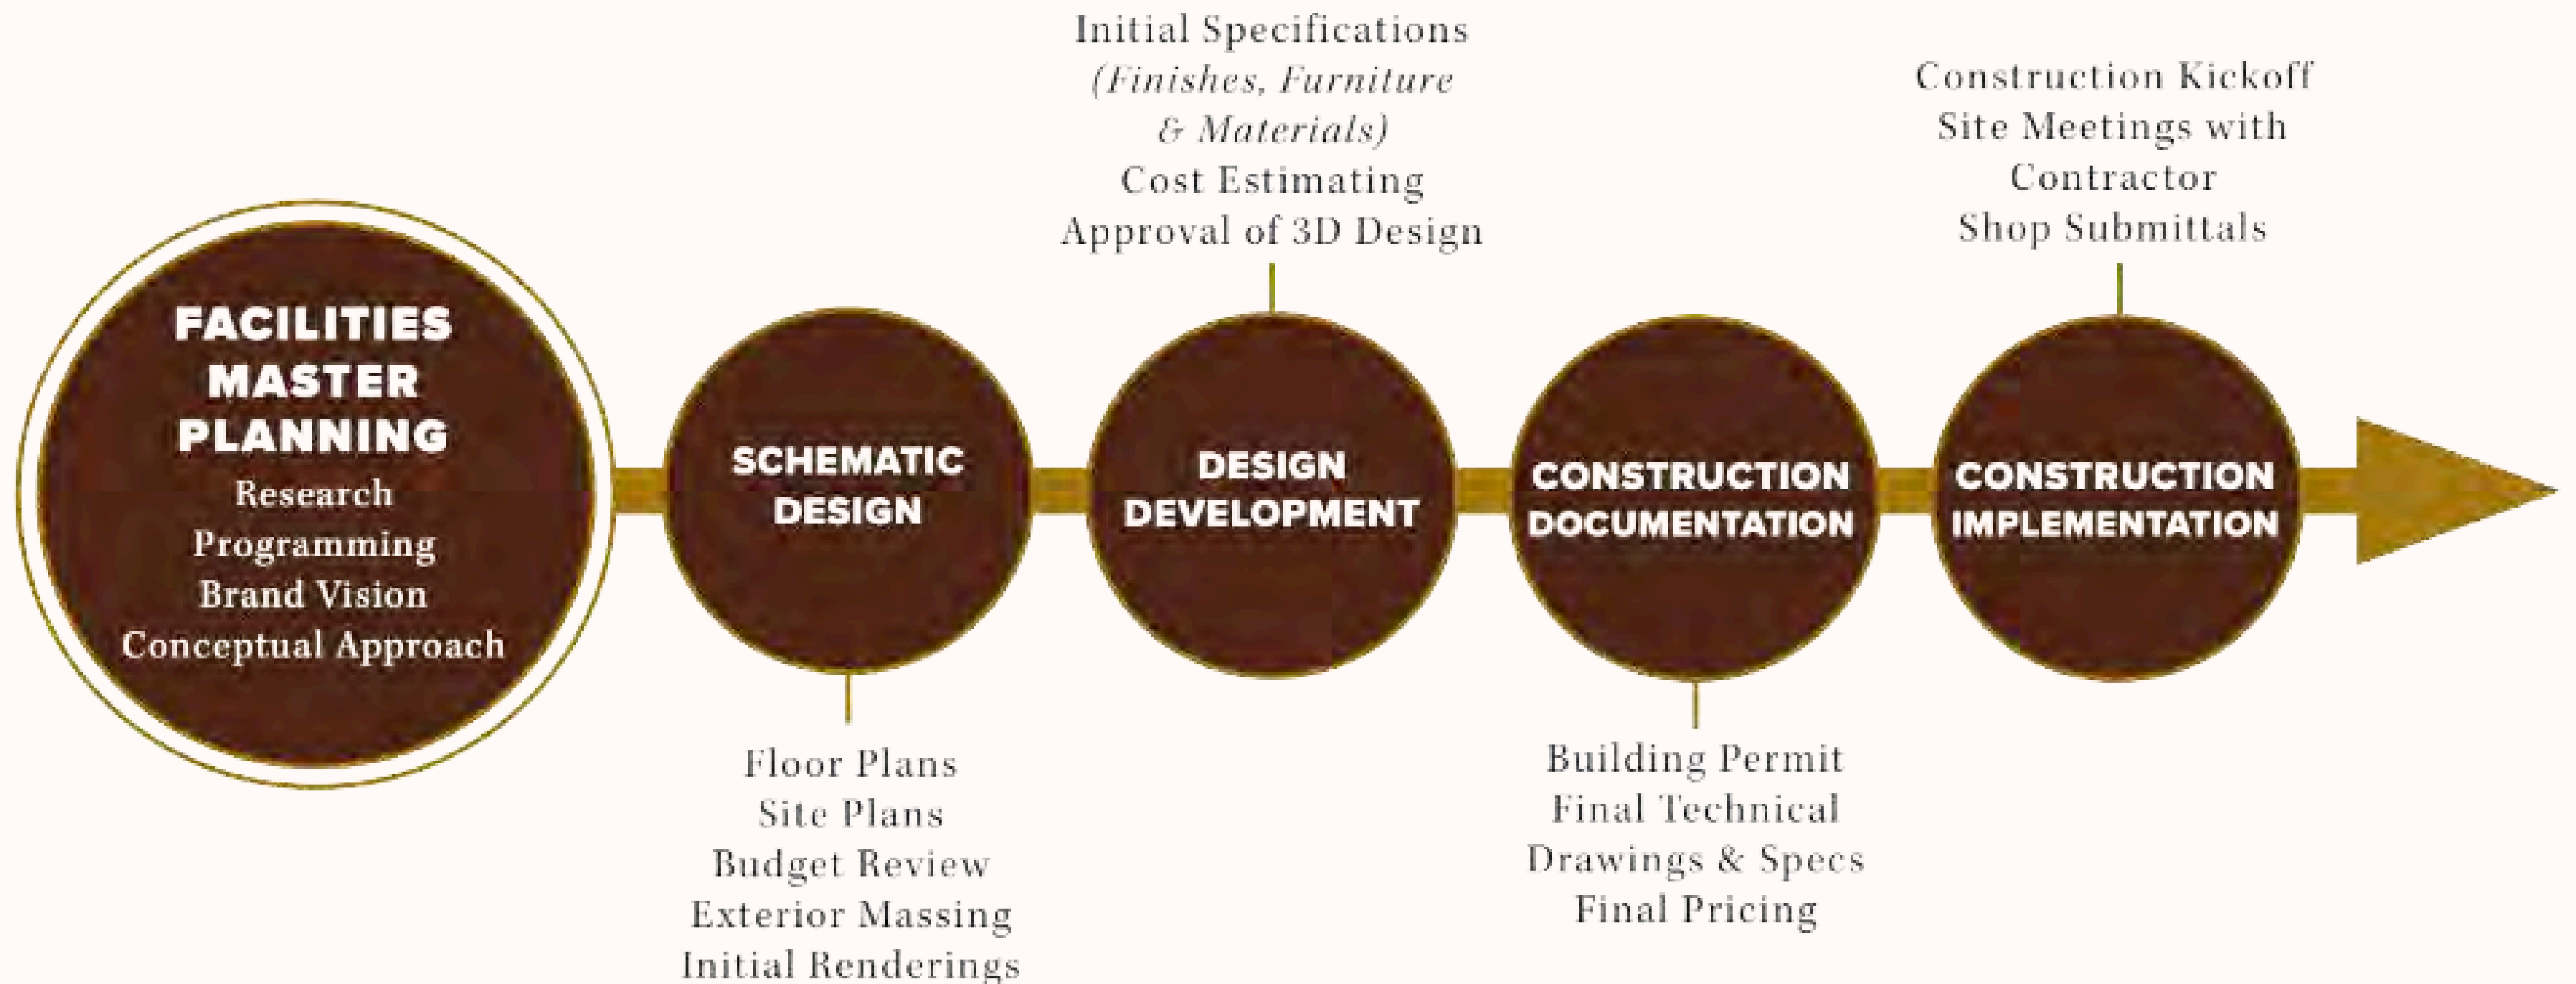 FACILITIES
MASTER
PLANNING
Research
Programming
Brand Vision
Conceptual Approach
SCHEMATIC
DESIGN
Floor Plans
Site Plans
Budget Review
Exterior Massing
Initial Renderings
Initial Specifications
(Finishes, Furniture
& Materials)
Cost Estimating
Approval of 3D Design
DESIGN
DEVELOPMENT
CONSTRUCTION
DOCUMENTATION
Building Permit
Final Technical
Drawings & Specs
Final Pricing
Construction Kickoff
Site Meetings with
Contractor
Shop Submittals
CONSTRUCTION
IMPLEMENTATION